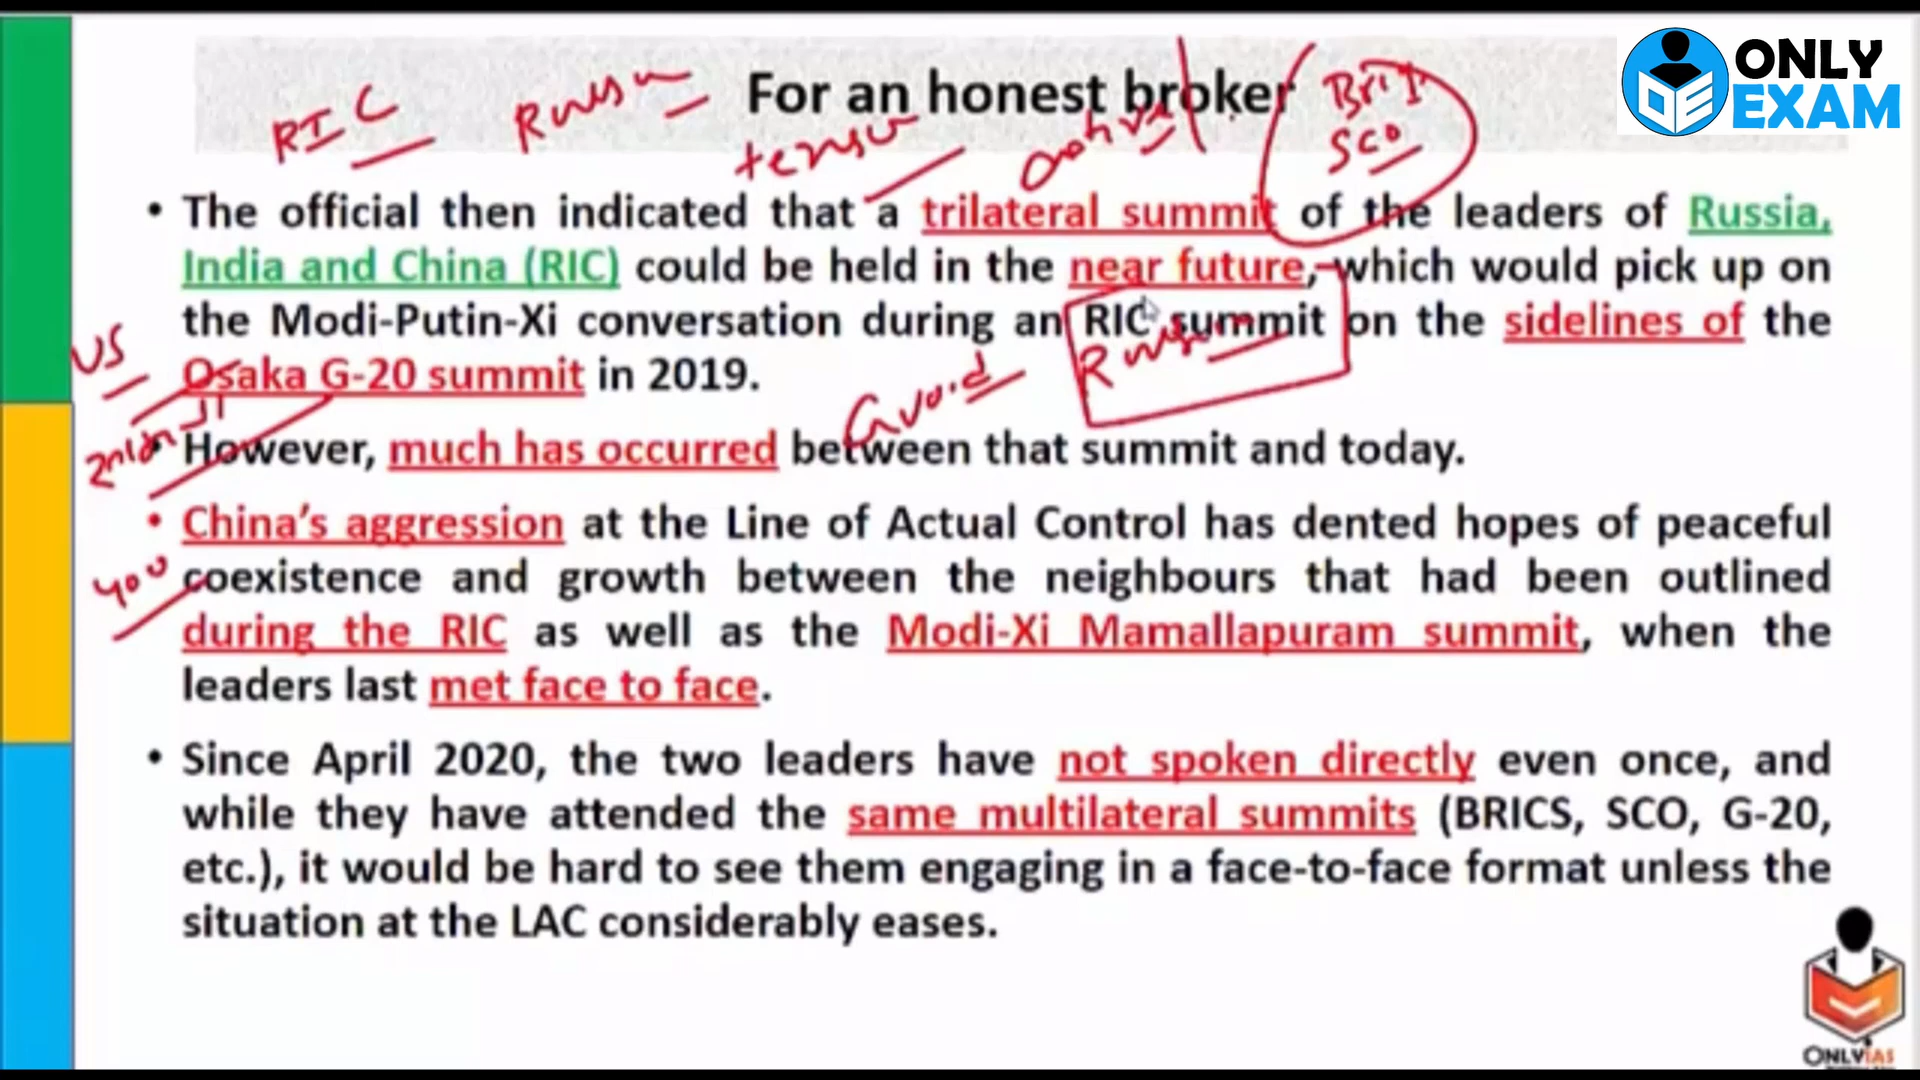 For an honest broker
ONLY
EXAM
RIC
Russia
Brics
SCO
• The official then indicated that a trilateral summit of the leaders of Russia,
India and China (RIC) could be held in the near future, which would pick up on
the Modi-Putin-Xi conversation during an RIC summit on the sidelines of the
US
Osaka G-20 summit in 2019.
Avoid
Russia
• However, much has occurred between that summit and today.
• China's aggression at the Line of Actual Control has dented hopes of peaceful
coexistence and growth between the neighbours that had been outlined
during the RIC as well as the Modi-Xi Mamallapuram summit, when the
leaders last met face to face.
• Since April 2020, the two leaders have not spoken directly even once, and
while they have attended the same multilateral summits (BRICS, SCO, G-20,
etc.), it would be hard to see them engaging in a face-to-face format unless the
situation at the LAC considerably eases.
ONLYIAS